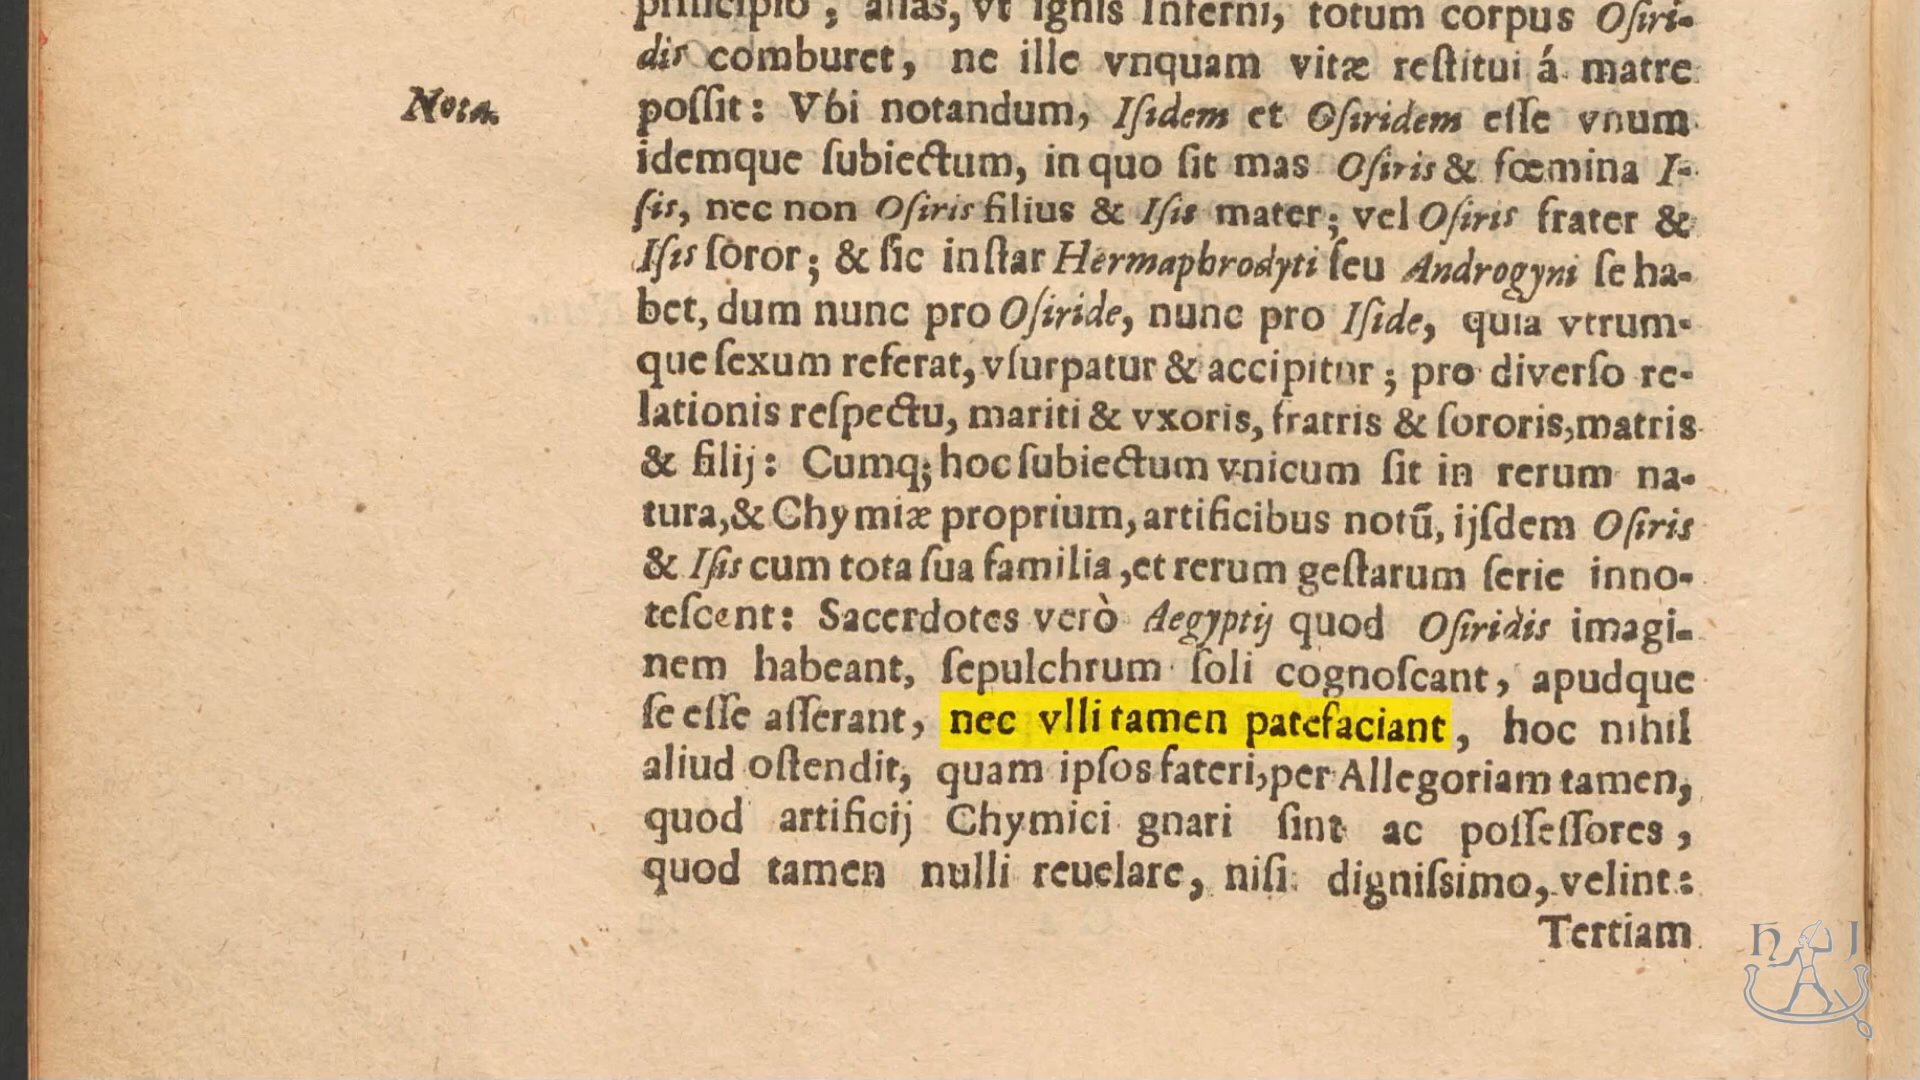 principio, alias, vt ignis Inferni, totum corpus Osiri-
dis combureret, ne ille vnquam vitæ restitui á matre
Nota.
possit: Vbi notandum, Isidem et Osiridem esse vnum
idemque subiectum, in quo sit mas Osiris & fœmina I-
sis, nec non Osiris filius & Isis mater; vel Osiris frater &
Isis soror; & sic instar Hermaphrodyti seu Androgyni se ha-
bet, dum nunc pro Osiride, nunc pro Iside, quia vtrum-
que sexum referat, vsurpatur & accipitur; pro diverso re-
lationis respectu, mariti & vxoris, fratris & sororis, matris
& filij: Cumq; hoc subiectum vnicum sit in rerum na-
tura, & Chymiæ proprium, artificibus notũ, ijsdem Osiris
& Isis cum tota sua familia, et rerum gestarum serie inno-
tescent: Sacerdotes verò Aegyptij quod Osiridis imagi-
nem habeant, sepulchrum soli cognoscant, apudque
se esse asserant, nec vlli tamen patefaciant, hoc nihil
aliud ostendit, quam ipsos fateri, per Allegoriam tamen,
quod artificij Chymici gnari sint ac possessores,
quod tamen nulli reuelare, nisi dignissimo, velint:
Tertiam